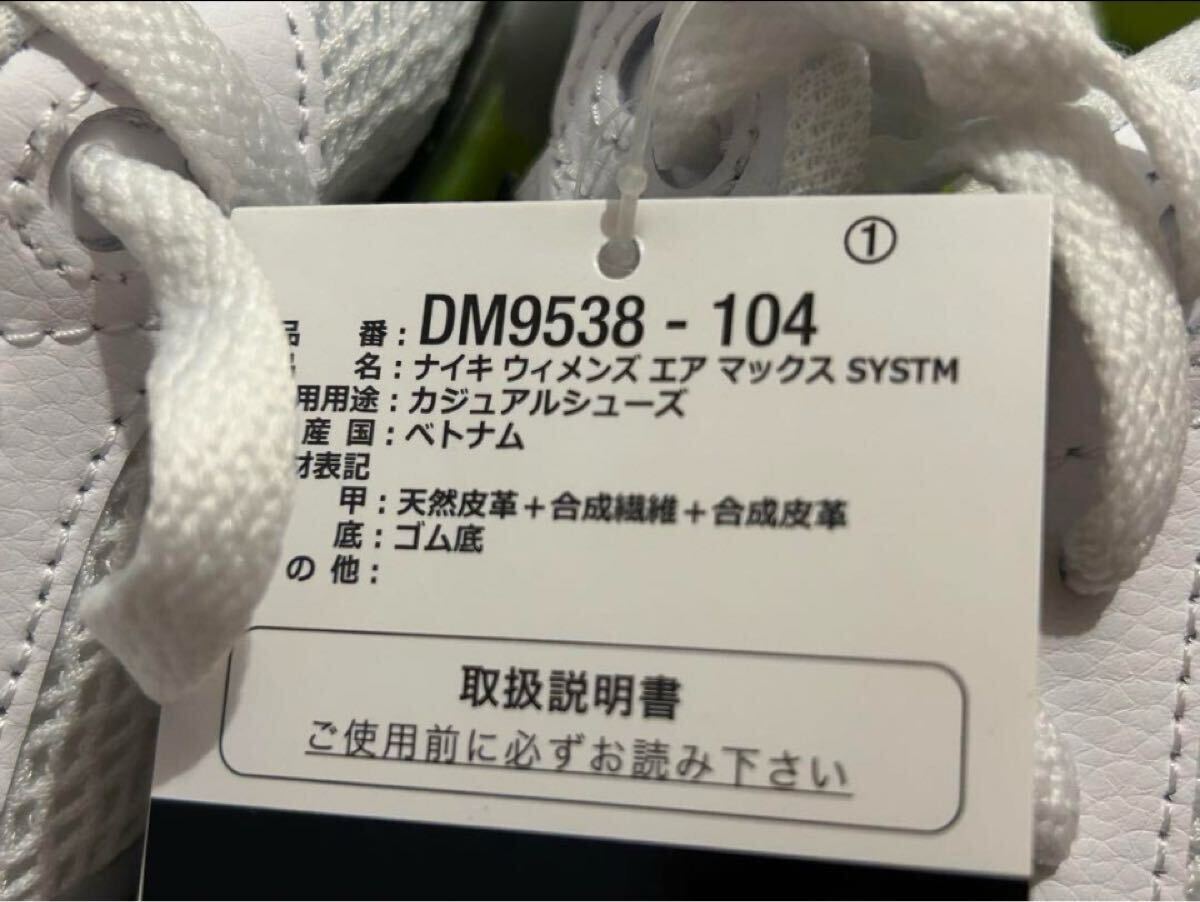 ①
番：DM9538 - 104
名：ナイキ ウィメンズ エア マックス SYSTM
用用途：カジュアルシューズ
産 国：ベトナム
材表記
甲：天然皮革＋合成繊維＋合成皮革
底：ゴム底
の 他：
取扱説明書
ご使用前に必ずお読み下さい